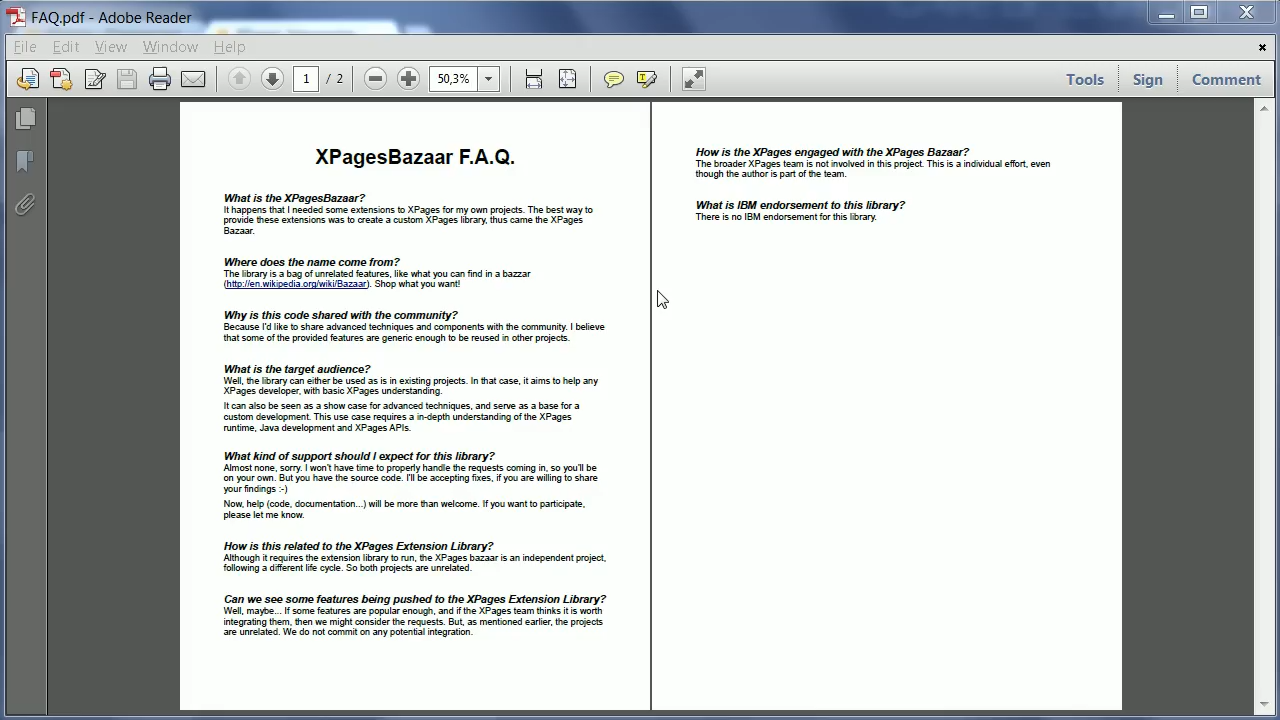 FAQ.pdf - Adobe Reader
File Edit View Window Help
1 / 2 50,3% Tools Sign Comment
XPagesBazaar F.A.Q.
What is the XPagesBazaar?
It happens that I needed some extensions to XPages for my own projects. The best way to
provide these extensions was to create a custom XPages library, thus came the XPages
Bazaar.
Where does the name come from?
The library is a bag of unrelated features, like what you can find in a bazzar
(http://en.wikipedia.org/wiki/Bazaar). Shop what you want!
Why is this code shared with the community?
Because I'd like to share advanced techniques and components with the community. I believe
that some of the provided features are generic enough to be reused in other projects.
What is the target audience?
Well, the library can either be used as is in existing projects. In that case, it aims to help any
XPages developer, with basic XPages understanding.
It can also be seen as a show case for advanced techniques, and serve as a base for a
custom development. This use case requires a in-depth understanding of the XPages
runtime, Java development and XPages APIs.
What kind of support should I expect for this library?
Almost none, sorry. I won't have time to properly handle the requests coming in, so you'll be
on your own. But you have the source code. I'll be accepting fixes, if you are willing to share
your findings :-)
Now, help (code, documentation...) will be more than welcome. If you want to participate,
please let me know.
How is this related to the XPages Extension Library?
Although it requires the extension library to run, the XPages bazaar is an independent project,
following a different life cycle. So both projects are unrelated.
Can we see some features being pushed to the XPages Extension Library?
Well, maybe... If some features are popular enough, and if the XPages team thinks it is worth
integrating them, then we might consider the requests. But, as mentioned earlier, the projects
are unrelated. We do not commit on any potential integration.
How is the XPages engaged with the XPages Bazaar?
The broader XPages team is not involved in this project. This is a individual effort, even
though the author is part of the team.
What is IBM endorsement to this library?
There is no IBM endorsement for this library.